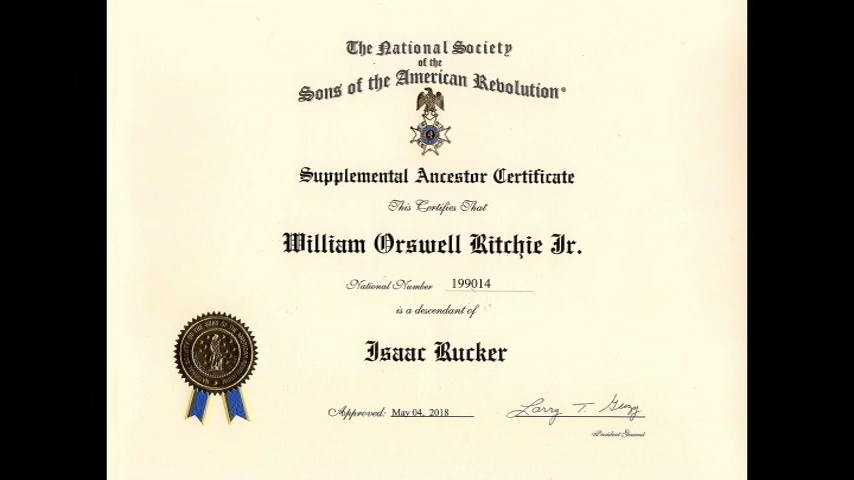 The National Society
of the
Sons of the American Revolution®
Supplemental Ancestor Certificate
This Certifies That
William Orswell Ritchie Jr.
National Number 199014
is a descendant of
Isaac Rucker
Approved: May 04, 2018
Larry T. Guzy
President General